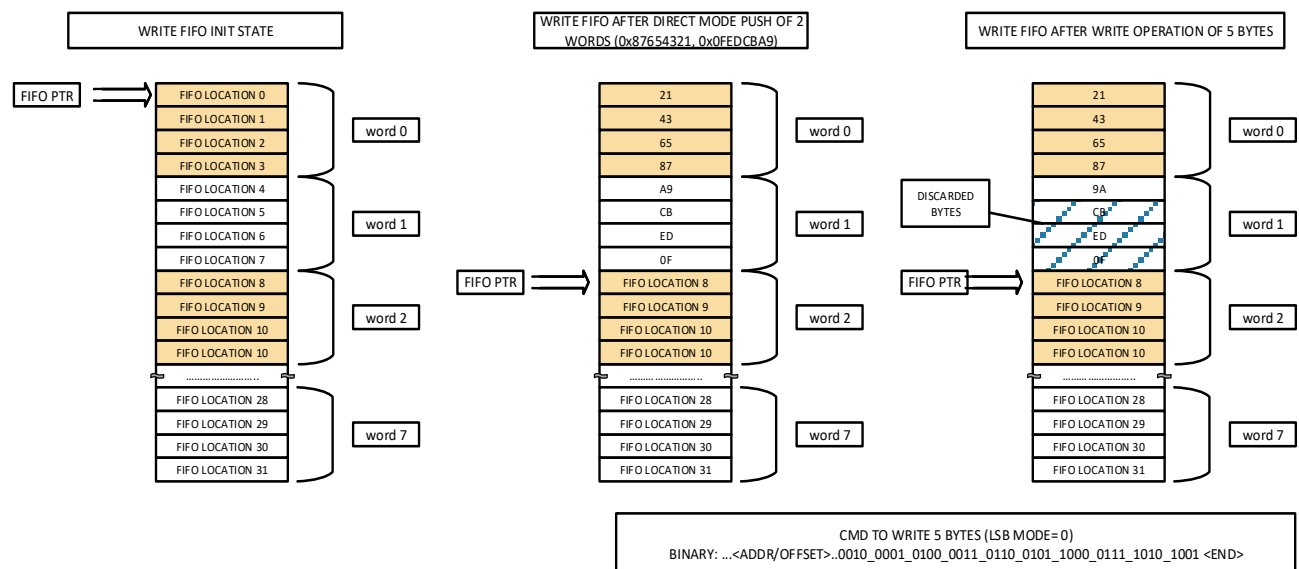 WRITE FIFO INIT STATE
WRITE FIFO AFTER DIRECT MODE PUSH OF 2
WORDS (0x87654321, 0x0FEDCBA9)
WRITE FIFO AFTER WRITE OPERATION OF 5 BYTES
FIFO PTR
FIFO LOCATION 0
FIFO LOCATION 1
FIFO LOCATION 2
FIFO LOCATION 3
FIFO LOCATION 4
FIFO LOCATION 5
FIFO LOCATION 6
FIFO LOCATION 7
FIFO LOCATION 8
FIFO LOCATION 9
FIFO LOCATION 10
FIFO LOCATION 10
..........................
FIFO LOCATION 28
FIFO LOCATION 29
FIFO LOCATION 30
FIFO LOCATION 31
word 0
word 1
word 2
word 7
FIFO PTR
21
43
65
87
A9
CB
ED
0F
FIFO LOCATION 8
FIFO LOCATION 9
FIFO LOCATION 10
FIFO LOCATION 10
..........................
FIFO LOCATION 28
FIFO LOCATION 29
FIFO LOCATION 30
FIFO LOCATION 31
word 0
word 1
word 2
word 7
DISCARDED
BYTES
FIFO PTR
21
43
65
87
9A
CB
ED
0F
FIFO LOCATION 8
FIFO LOCATION 9
FIFO LOCATION 10
FIFO LOCATION 10
..........................
FIFO LOCATION 28
FIFO LOCATION 29
FIFO LOCATION 30
FIFO LOCATION 31
word 0
word 1
word 2
word 7
CMD TO WRITE 5 BYTES (LSB MODE= 0)
BINARY: ...<ADDR/OFFSET>..0010_0001_0100_0011_0110_0101_1000_0111_1010_1001 <END>